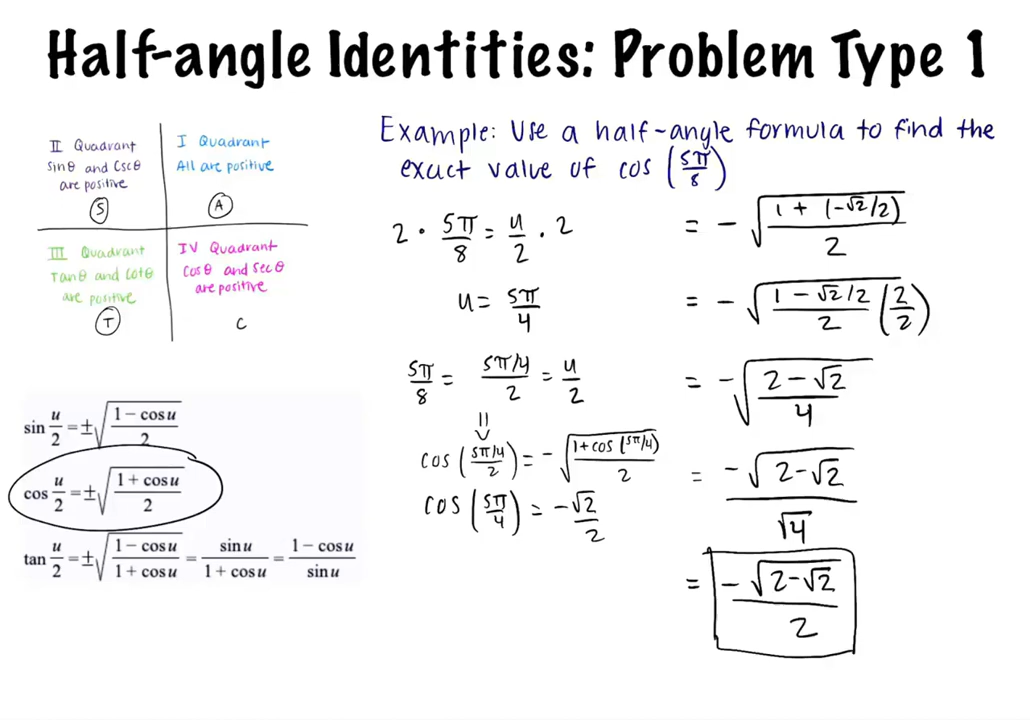 Half-angle Identities: Problem Type 1
II Quadrant
sinθ and cscθ
are positive
S
I Quadrant
All are positive
A
III Quadrant
Tanθ and cotθ
are positive
T
IV Quadrant
Cosθ and Secθ
are positive
C
sin u/2 = ±√((1 − cos u)/2)
cos u/2 = ±√((1 + cos u)/2)
tan u/2 = ±√((1 − cos u)/(1 + cos u)) = sin u/(1 + cos u) = (1 − cos u)/sin u
Example: Use a half-angle formula to find the
exact value of cos (5π/8)
2 · 5π/8 = u/2 · 2
u = 5π/4
5π/8 = (5π/4)/2 = u/2
cos ((5π/4)/2) = −√((1 + cos (5π/4))/2)
cos (5π/4) = −√2/2
= −√((1 + (−√2/2))/2)
= −√((1 − √2/2)/2 (2/2))
= −√((2 − √2)/4)
= −√(2 − √2)/√4
= −√(2 − √2)/2